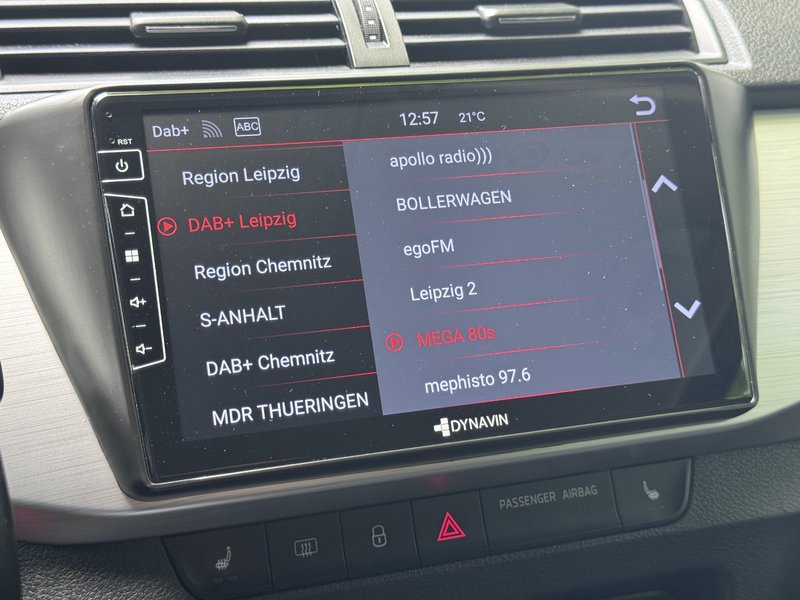 Dab+ ABC 12:57 21°C
RST
Region Leipzig
DAB+ Leipzig
Region Chemnitz
S-ANHALT
DAB+ Chemnitz
MDR THUERINGEN
apollo radio)))
BOLLERWAGEN
egoFM
Leipzig 2
MEGA 80s
mephisto 97.6
DYNAVIN
PASSENGER AIRBAG